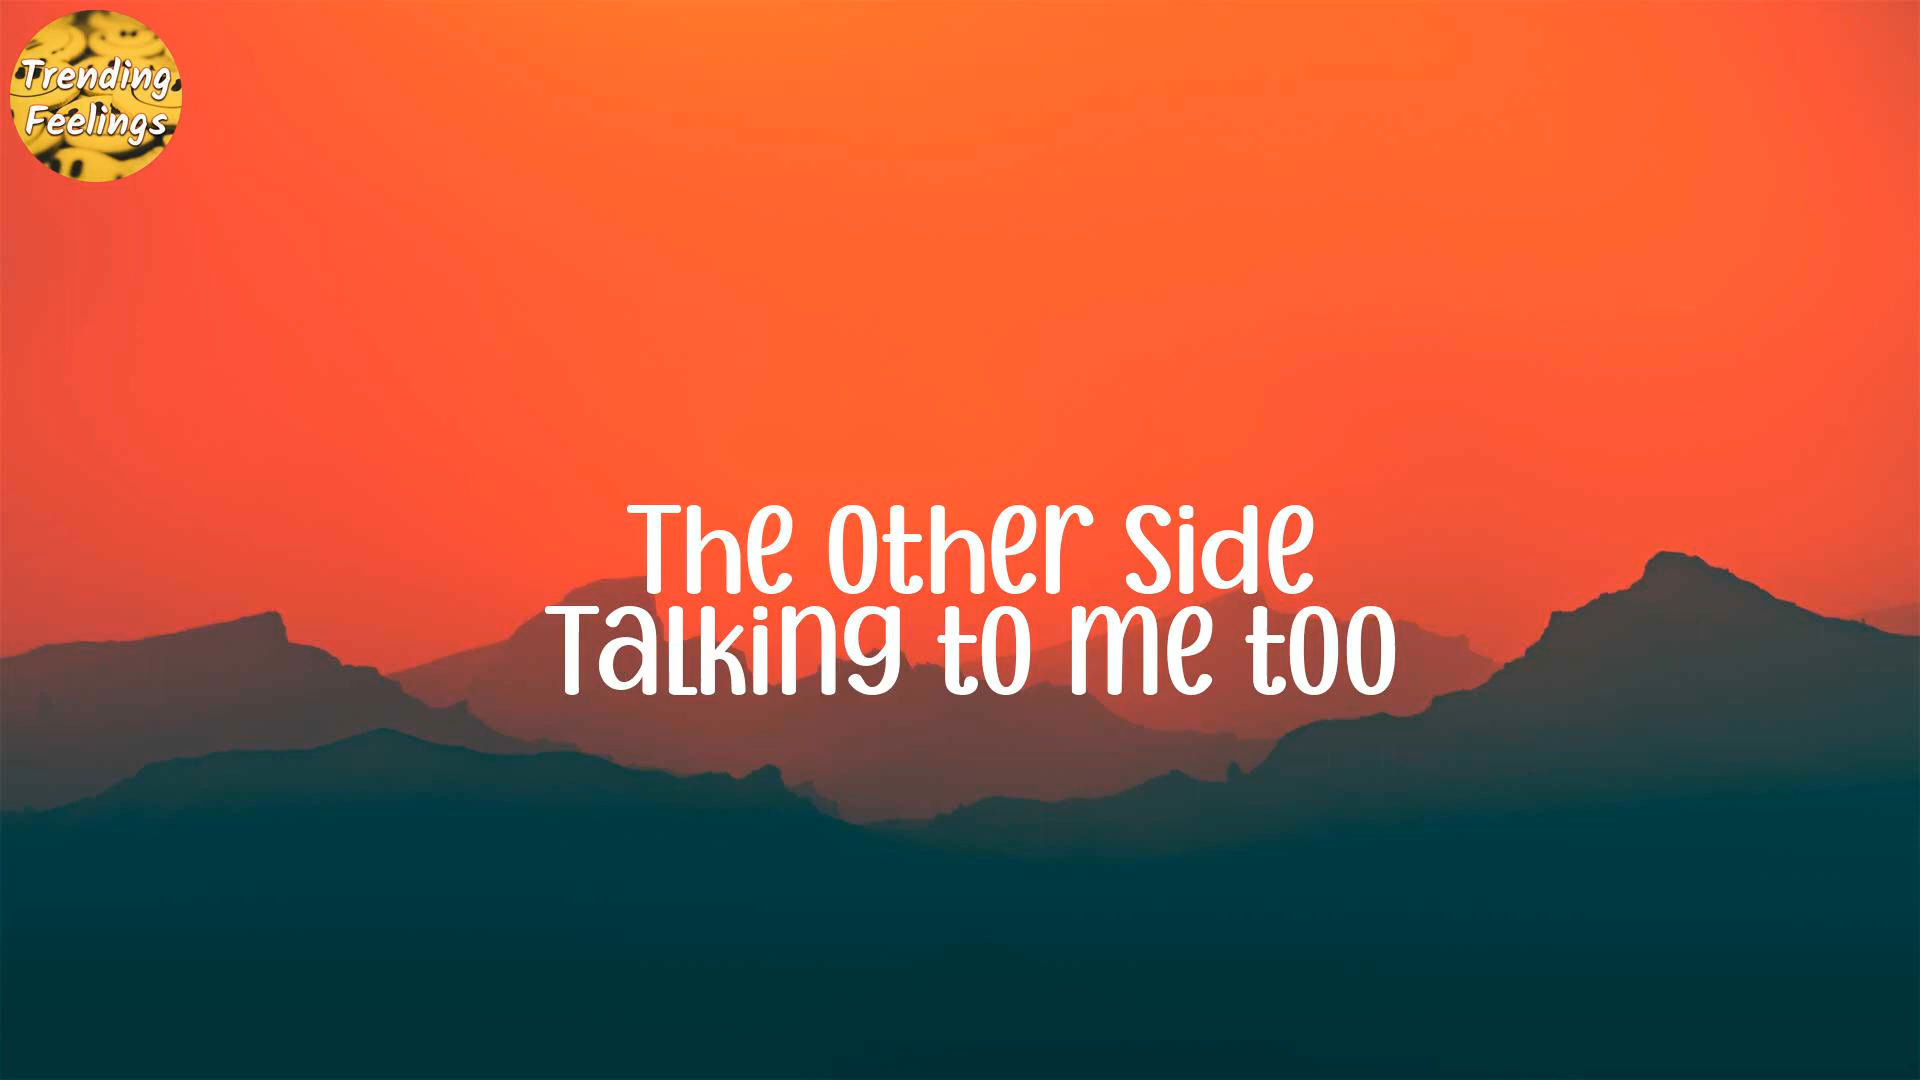 Trending
Feelings
The Other Side
Talking to me too